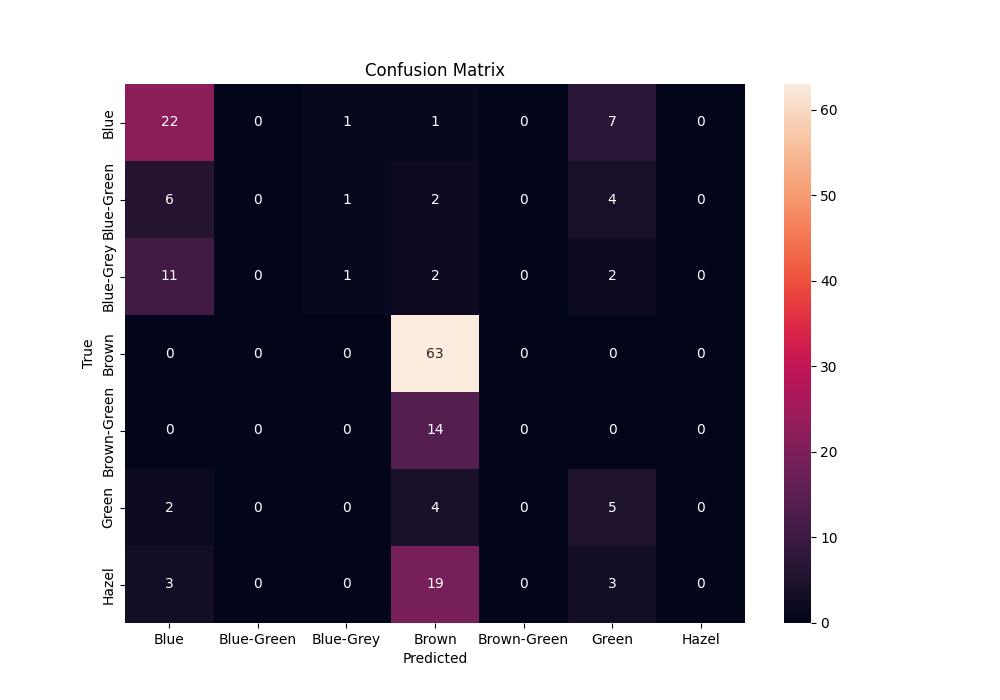 Confusion Matrix
True
Blue 22 0 1 1 0 7 0
Blue-Green 6 0 1 2 0 4 0
Blue-Grey 11 0 1 2 0 2 0
Brown 0 0 0 63 0 0 0
Brown-Green 0 0 0 14 0 0 0
Green 2 0 0 4 0 5 0
Hazel 3 0 0 19 0 3 0
Blue Blue-Green Blue-Grey Brown Brown-Green Green Hazel
Predicted
60
50
40
30
20
10
0